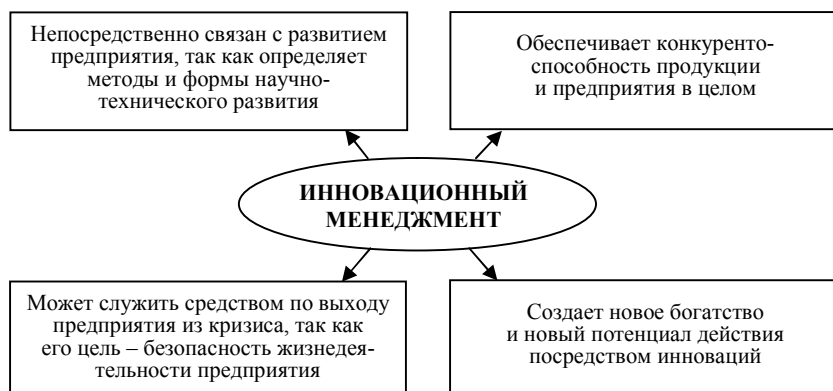 Непосредственно связан с развитием
предприятия, так как определяет
методы и формы научно-
технического развития
Обеспечивает конкуренто-
способность продукции
и предприятия в целом
ИННОВАЦИОННЫЙ
МЕНЕДЖМЕНТ
Может служить средством по выходу
предприятия из кризиса, так как
его цель – безопасность жизнедея-
тельности предприятия
Создает новое богатство
и новый потенциал действия
посредством инноваций